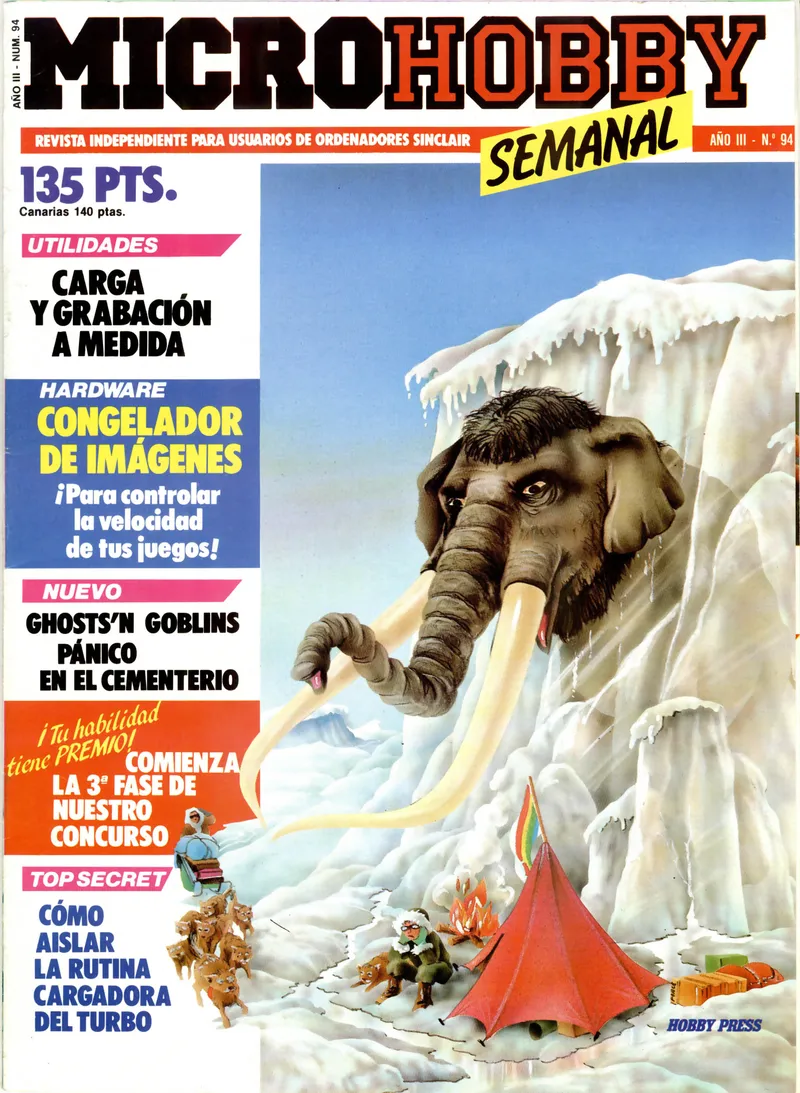 AÑO III - NUM. 94
MICROHOBBY
REVISTA INDEPENDIENTE PARA USUARIOS DE ORDENADORES SINCLAIR
SEMANAL
AÑO III - N.º 94
135 PTS.
Canarias 140 ptas.
UTILIDADES
CARGA
Y GRABACIÓN
A MEDIDA
HARDWARE
CONGELADOR
DE IMÁGENES
¡Para controlar
la velocidad
de tus juegos!
NUEVO
GHOSTS'N GOBLINS
PÁNICO
EN EL CEMENTERIO
¡Tu habilidad
tiene PREMIO!
COMIENZA
LA 3ª FASE DE
NUESTRO
CONCURSO
TOP SECRET
CÓMO
AISLAR
LA RUTINA
CARGADORA
DEL TURBO
HOBBY PRESS